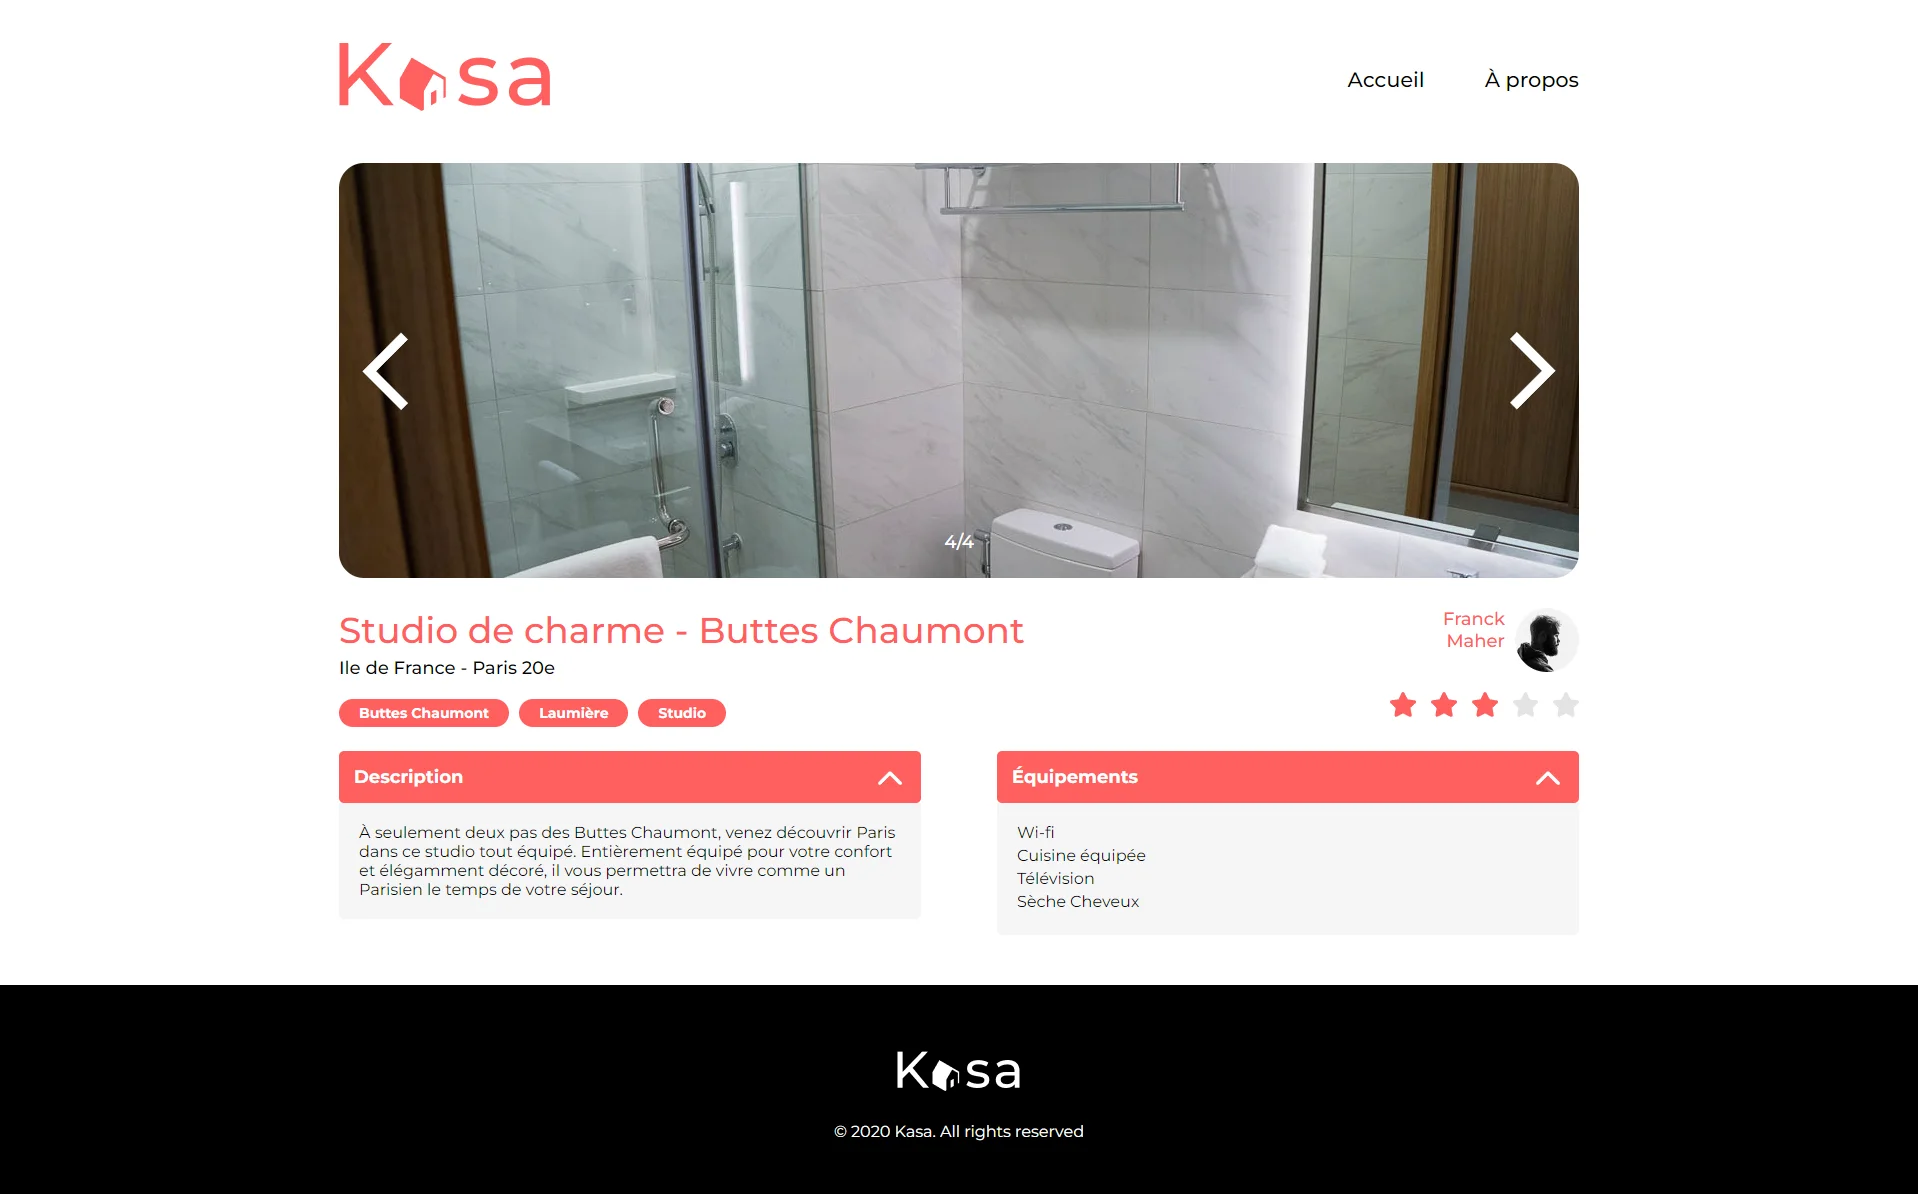 Kasa
Accueil
À propos
4/4
Studio de charme - Buttes Chaumont
Ile de France - Paris 20e
Buttes Chaumont
Laumière
Studio
Franck
Maher
Description
À seulement deux pas des Buttes Chaumont, venez découvrir Paris
dans ce studio tout équipé. Entièrement équipé pour votre confort
et élégamment décoré, il vous permettra de vivre comme un
Parisien le temps de votre séjour.
Équipements
Wi-fi
Cuisine équipée
Télévision
Sèche Cheveux
Kasa
© 2020 Kasa. All rights reserved